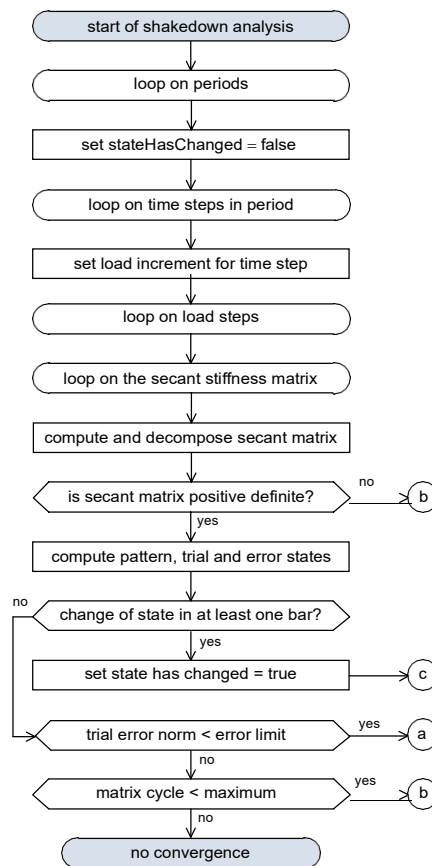 start of shakedown analysis
loop on periods
set stateHasChanged = false
loop on time steps in period
set load increment for time step
loop on load steps
loop on the secant stiffness matrix
compute and decompose secant matrix
no
is secant matrix positive definite?
b
yes
compute pattern, trial and error states
no
change of state in at least one bar?
yes
set state has changed = true
c
yes
trial error norm < error limit
a
no
yes
matrix cycle < maximum
b
no
no convergence